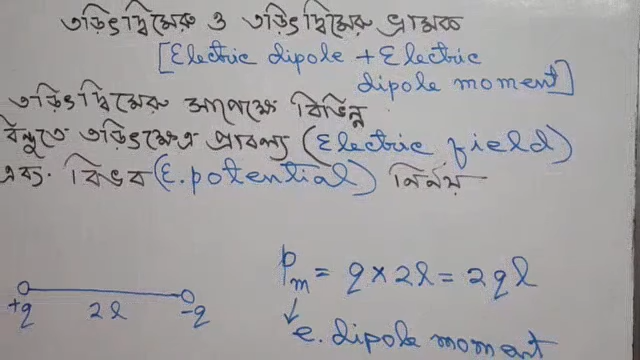 তড়িৎদ্বিমেরু ও তড়িৎদ্বিমেরু ভ্রামক
[Electric dipole + Electric
dipole moment]
তড়িৎদ্বিমেরু সাপেক্ষে বিভিন্ন
বিন্দুতে তড়িৎক্ষেত্র প্রাবল্য (Electric field)
এবং বিভব (E. potential) নির্ণয়
+q 2l -q
Pm = q × 2l = 2ql
↓
e. dipole moment